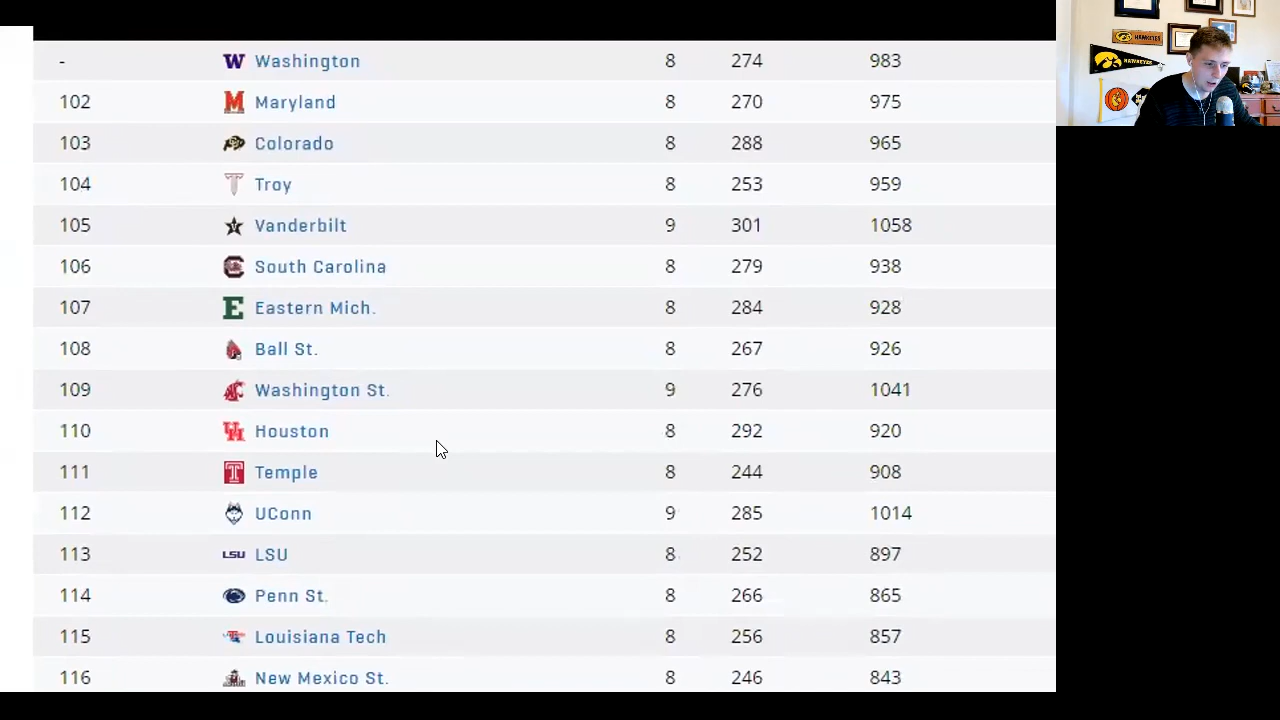 - Washington 8 274 983
102 Maryland 8 270 975
103 Colorado 8 288 965
104 Troy 8 253 959
105 Vanderbilt 9 301 1058
106 South Carolina 8 279 938
107 Eastern Mich. 8 284 928
108 Ball St. 8 267 926
109 Washington St. 9 276 1041
110 Houston 8 292 920
111 Temple 8 244 908
112 UConn 9 285 1014
113 LSU LSU 8 252 897
114 Penn St. 8 266 865
115 Louisiana Tech 8 256 857
116 New Mexico St. 8 246 843
HAWKEYES
HAWKEYES